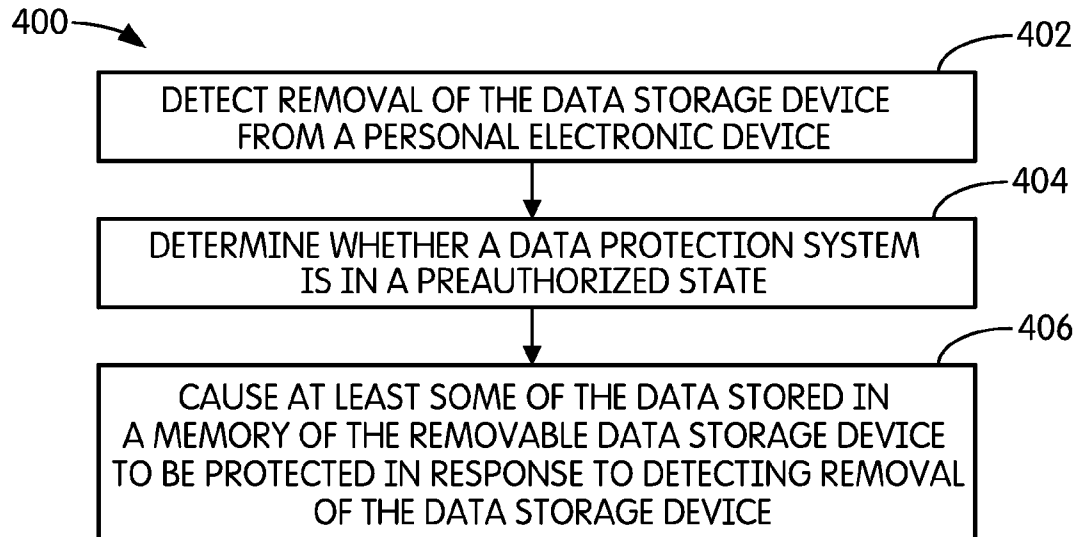 400
402
DETECT REMOVAL OF THE DATA STORAGE DEVICE
FROM A PERSONAL ELECTRONIC DEVICE
404
DETERMINE WHETHER A DATA PROTECTION SYSTEM
IS IN A PREAUTHORIZED STATE
406
CAUSE AT LEAST SOME OF THE DATA STORED IN
A MEMORY OF THE REMOVABLE DATA STORAGE DEVICE
TO BE PROTECTED IN RESPONSE TO DETECTING REMOVAL
OF THE DATA STORAGE DEVICE